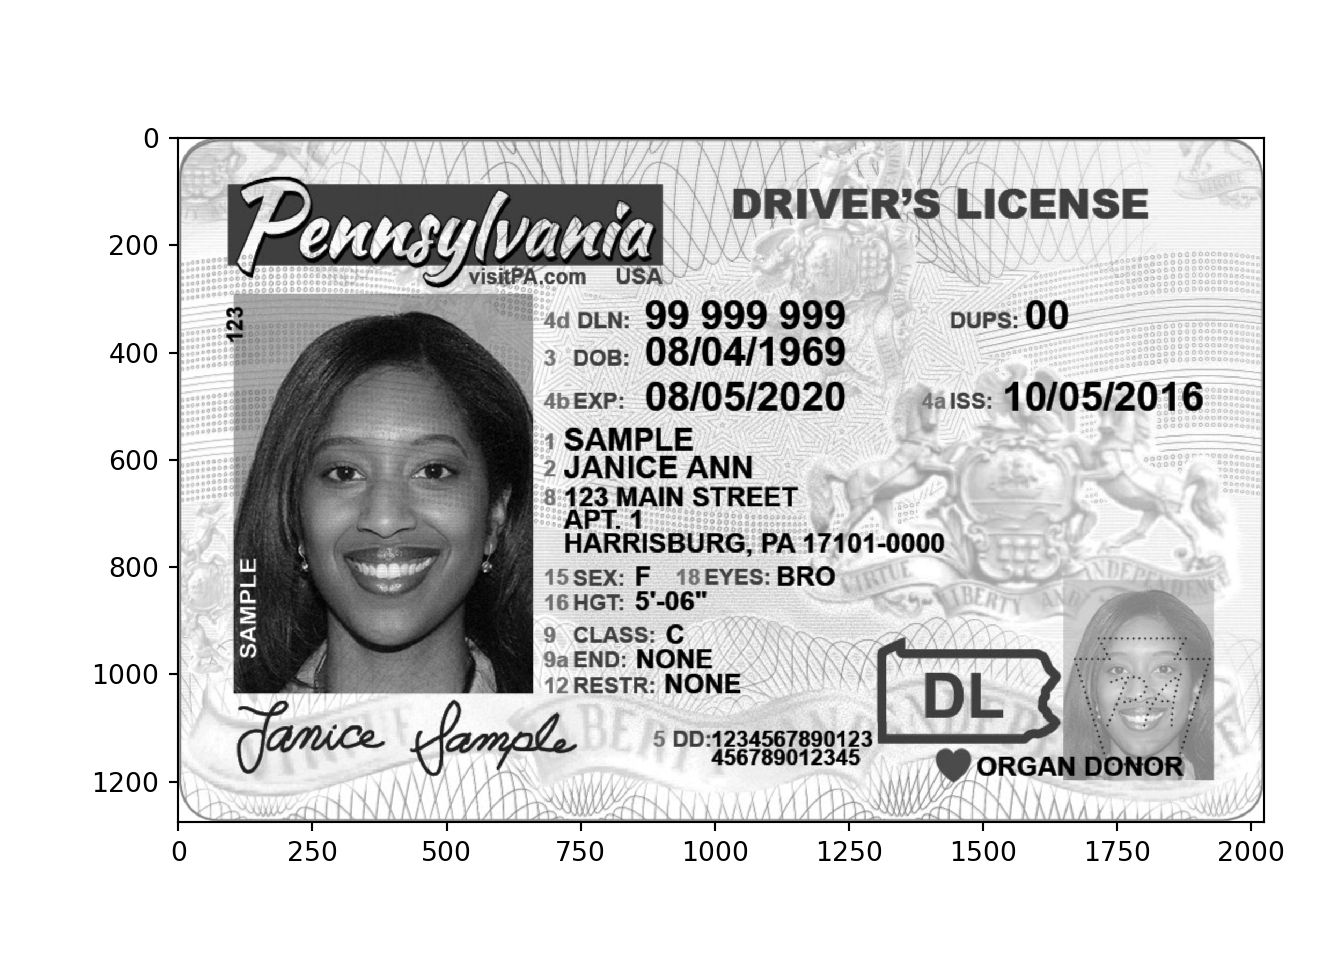 0
200
400
600
800
1000
1200
0 250 500 750 1000 1250 1500 1750 2000
Pennsylvania
visitPA.com USA
DRIVER'S LICENSE
123
SAMPLE
4d DLN: 99 999 999 DUPS: 00
3 DOB: 08/04/1969
4b EXP: 08/05/2020 4a ISS: 10/05/2016
1 SAMPLE
2 JANICE ANN
8 123 MAIN STREET
APT. 1
HARRISBURG, PA 17101-0000
15 SEX: F 18 EYES: BRO
16 HGT: 5'-06"
VIRTUE LIBERTY AND INDEPENDENCE
9 CLASS: C
9a END: NONE
12 RESTR: NONE
DL
Janice Sample
5 DD: 1234567890123
456789012345
ORGAN DONOR